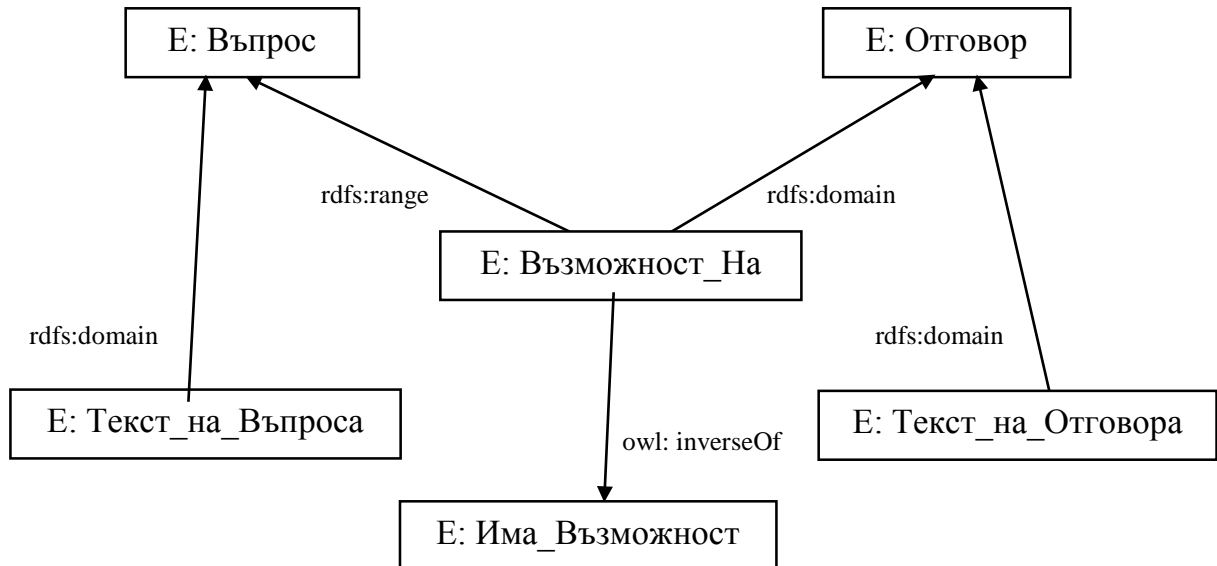 Е: Въпрос
Е: Отговор
rdfs:range
rdfs:domain
Е: Възможност_На
rdfs:domain
rdfs:domain
Е: Текст_на_Въпроса
Е: Текст_на_Отговора
owl: inverseOf
Е: Има_Възможност